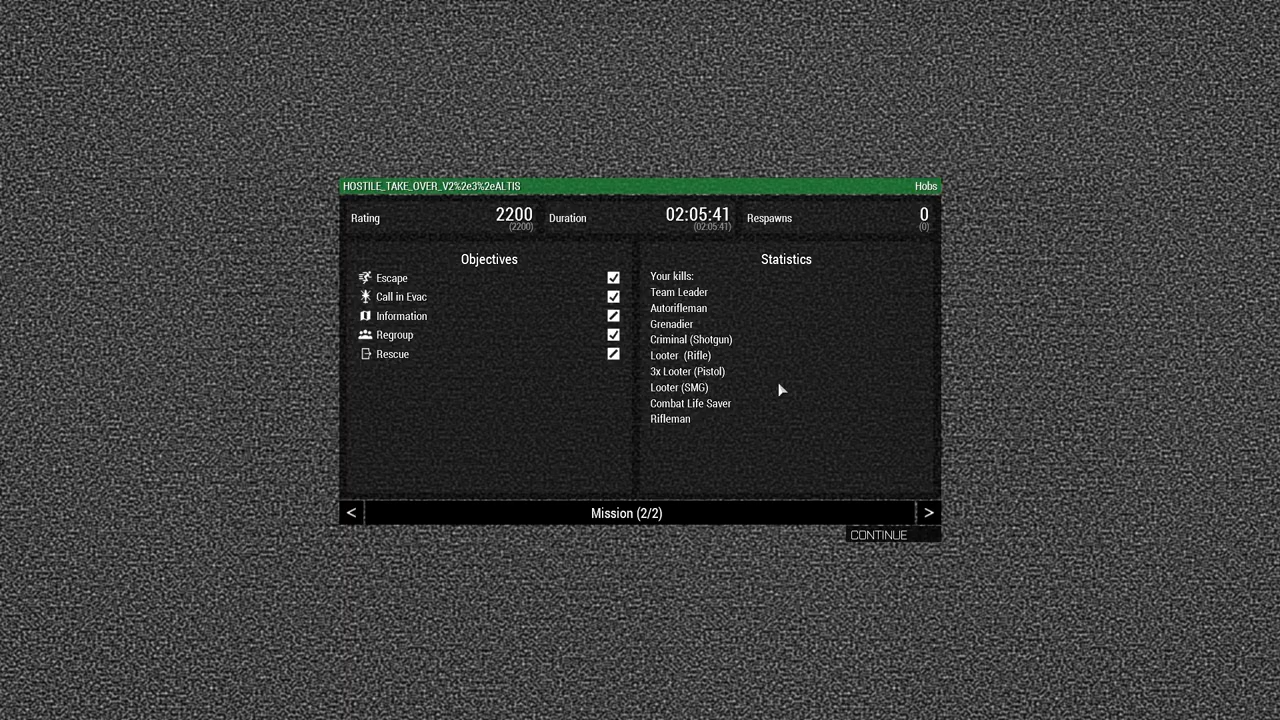 HOSTILE_TAKE_OVER_V2%2e3%2eALTIS Hobs
Rating 2200 (2200) Duration 02:05:41 (02:05:41) Respawns 0 (0)
Objectives
Escape
Call in Evac
Information
Regroup
Rescue
Statistics
Your kills:
Team Leader
Autorifleman
Grenadier
Criminal (Shotgun)
Looter (Rifle)
3x Looter (Pistol)
Looter (SMG)
Combat Life Saver
Rifleman
< Mission (2/2) >
CONTINUE